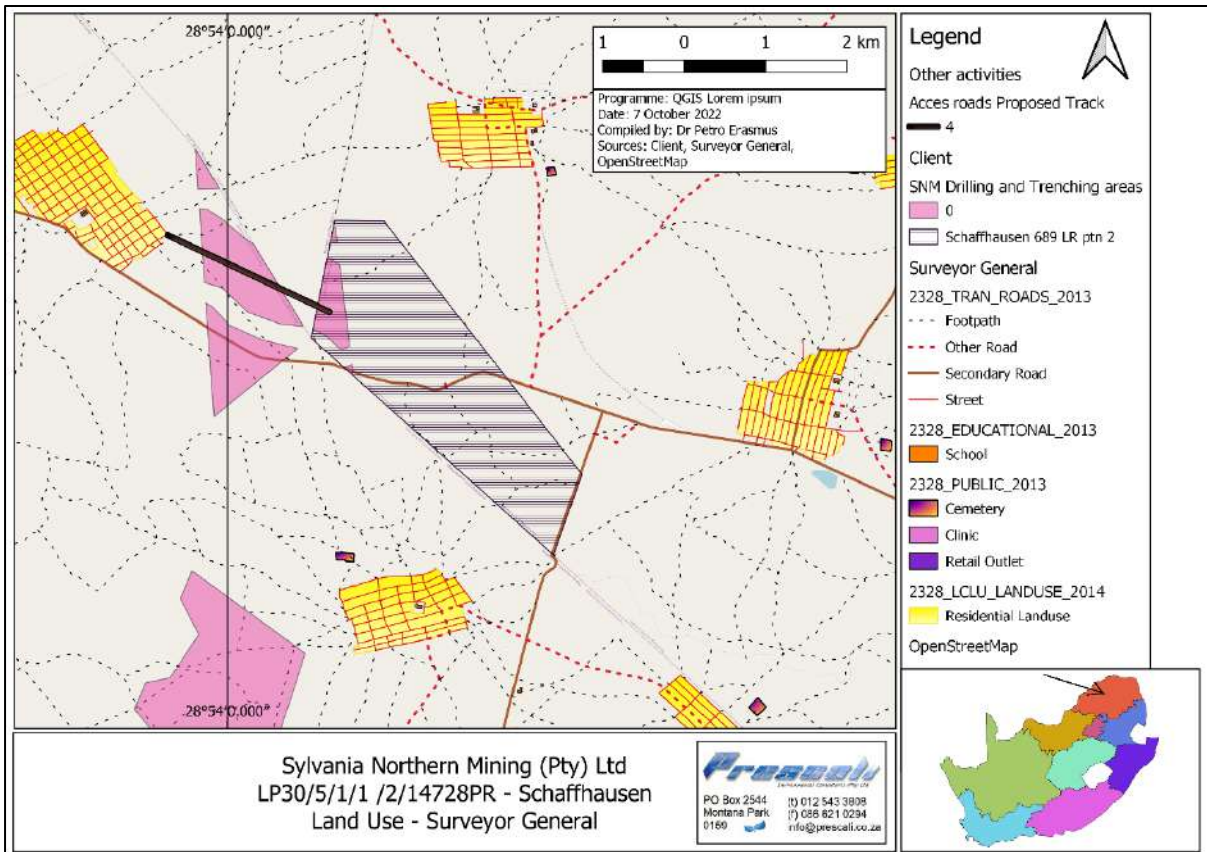 28°54'0.000"
1 0 1 2 km
Programme: QGIS Lorem ipsum
Date: 7 October 2022
Compiled by: Dr Petro Erasmus
Sources: Client, Surveyor General,
OpenStreetMap
28°54'0.000"
Legend
Other activities
Acces roads Proposed Track
4
Client
SNM Drilling and Trenching areas
0
Schaffhausen 689 LR ptn 2
Surveyor General
2328_TRAN_ROADS_2013
Footpath
Other Road
Secondary Road
Street
2328_EDUCATIONAL_2013
School
2328_PUBLIC_2013
Cemetery
Clinic
Retail Outlet
2328_LCLU_LANDUSE_2014
Residential Landuse
OpenStreetMap
Sylvania Northern Mining (Pty) Ltd
LP30/5/1/1 /2/14728PR - Schaffhausen
Land Use - Surveyor General
Prescali
Environmental Consultants (Pty) Ltd
PO Box 2544
Montana Park
0159
(t) 012 543 3808
(f) 086 621 0294
info@prescali.co.za